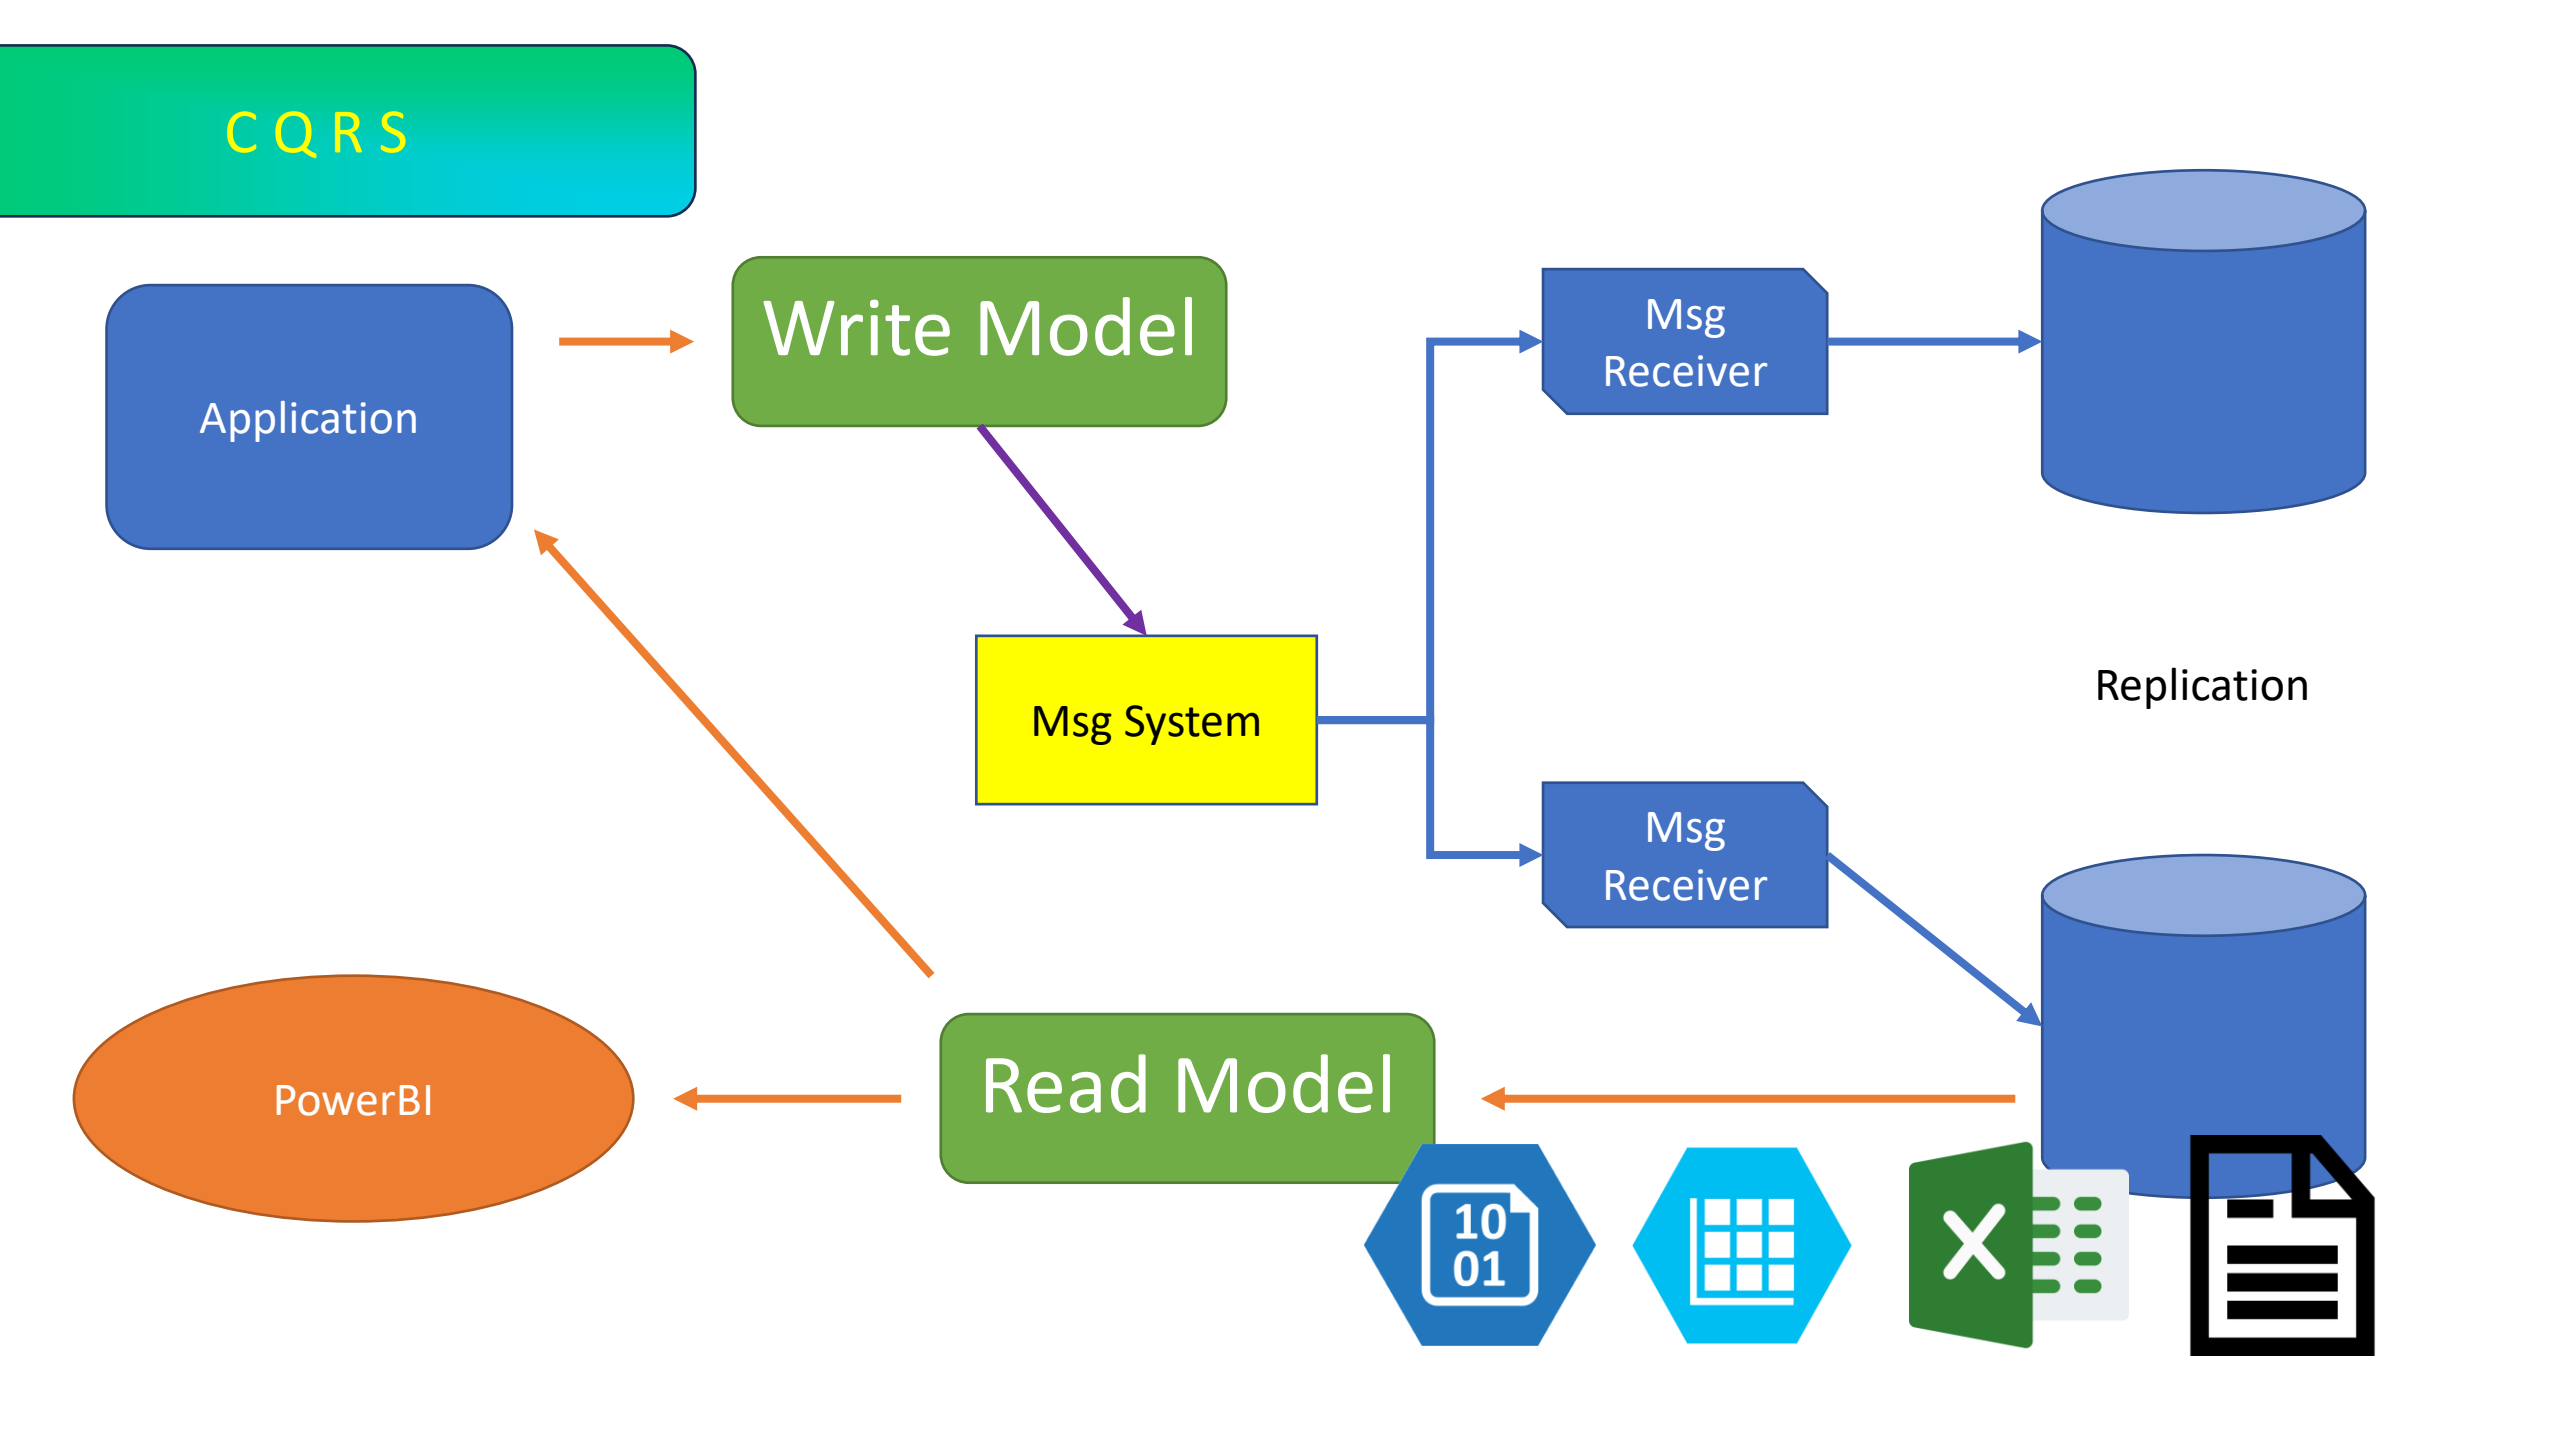 C Q R S
Write Model
Msg
Receiver
Application
Replication
Msg System
Msg
Receiver
Read Model
PowerBI
10
01
X